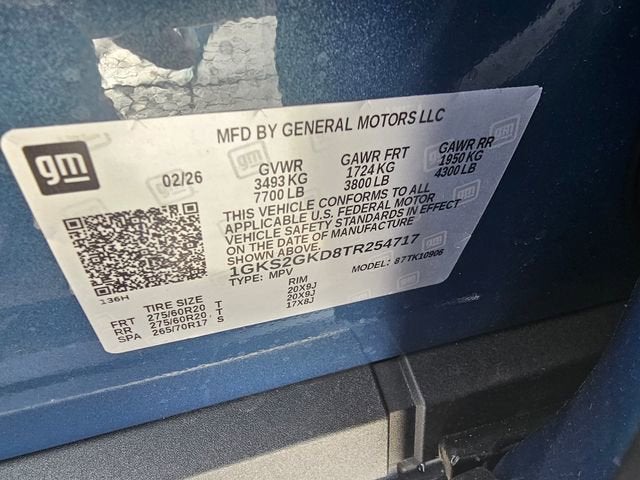 MFD BY GENERAL MOTORS LLC
gm
02/26
GVWR GAWR FRT GAWR RR
3493 KG 1724 KG 1950 KG
7700 LB 3800 LB 4300 LB
THIS VEHICLE CONFORMS TO ALL
APPLICABLE U.S. FEDERAL MOTOR
VEHICLE SAFETY STANDARDS IN EFFECT
ON THE DATE OF MANUFACTURE
SHOWN ABOVE.
1GKS2GKD8TR254717
TYPE: MPV MODEL: 87TK10906
136H
TIRE SIZE RIM
FRT 275/60R20 T 20X9J
RR 275/60R20 T 20X9J
SPA 265/70R17 S 17X8J